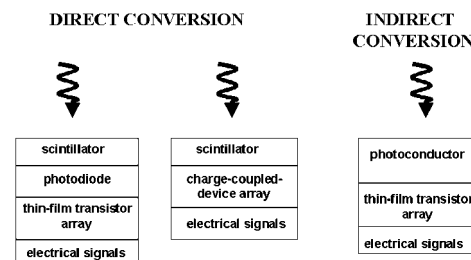 DIRECT CONVERSION
INDIRECT
CONVERSION
scintillator
photodiode
thin-film transistor
array
electrical signals
scintillator
charge-coupled-
device array
electrical signals
photoconductor
thin-film transistor
array
electrical signals